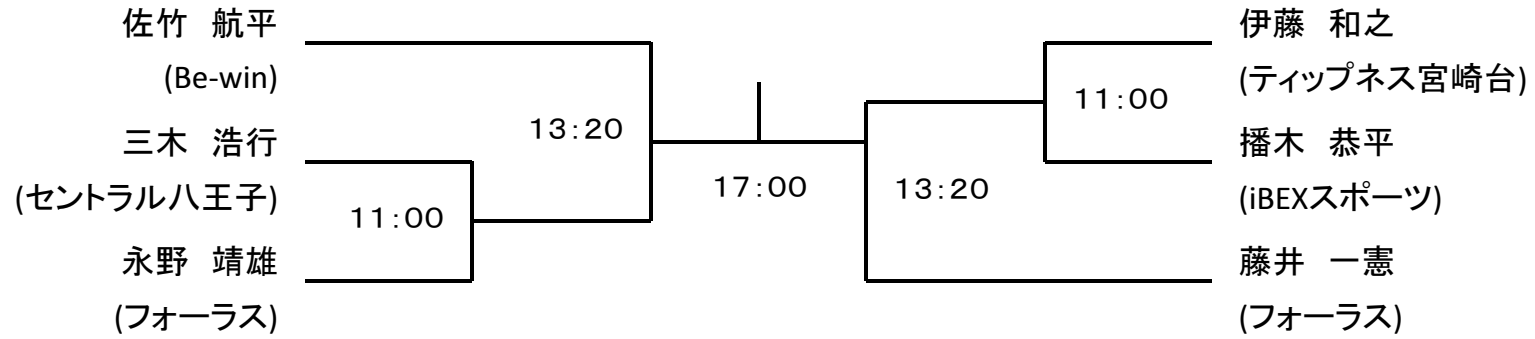 佐竹　航平
(Be-win)
三木　浩行
(セントラル八王子)
永野　靖雄
(フォーラス)
13:20
11:00
17:00
13:20
11:00
伊藤　和之
(ティップネス宮崎台)
播木　恭平
(iBEXスポーツ)
藤井　一憲
(フォーラス)